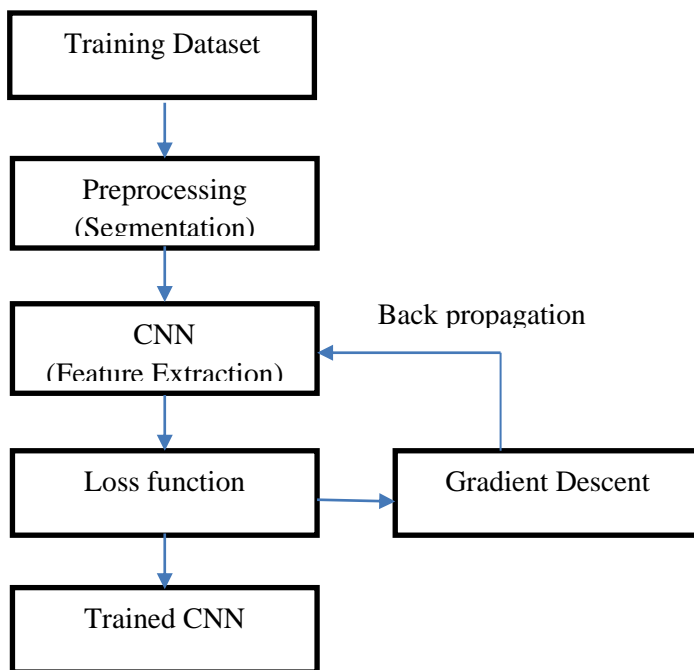 Training Dataset
Preprocessing
(Segmentation)
CNN
(Feature Extraction)
Back propagation
Loss function
Gradient Descent
Trained CNN